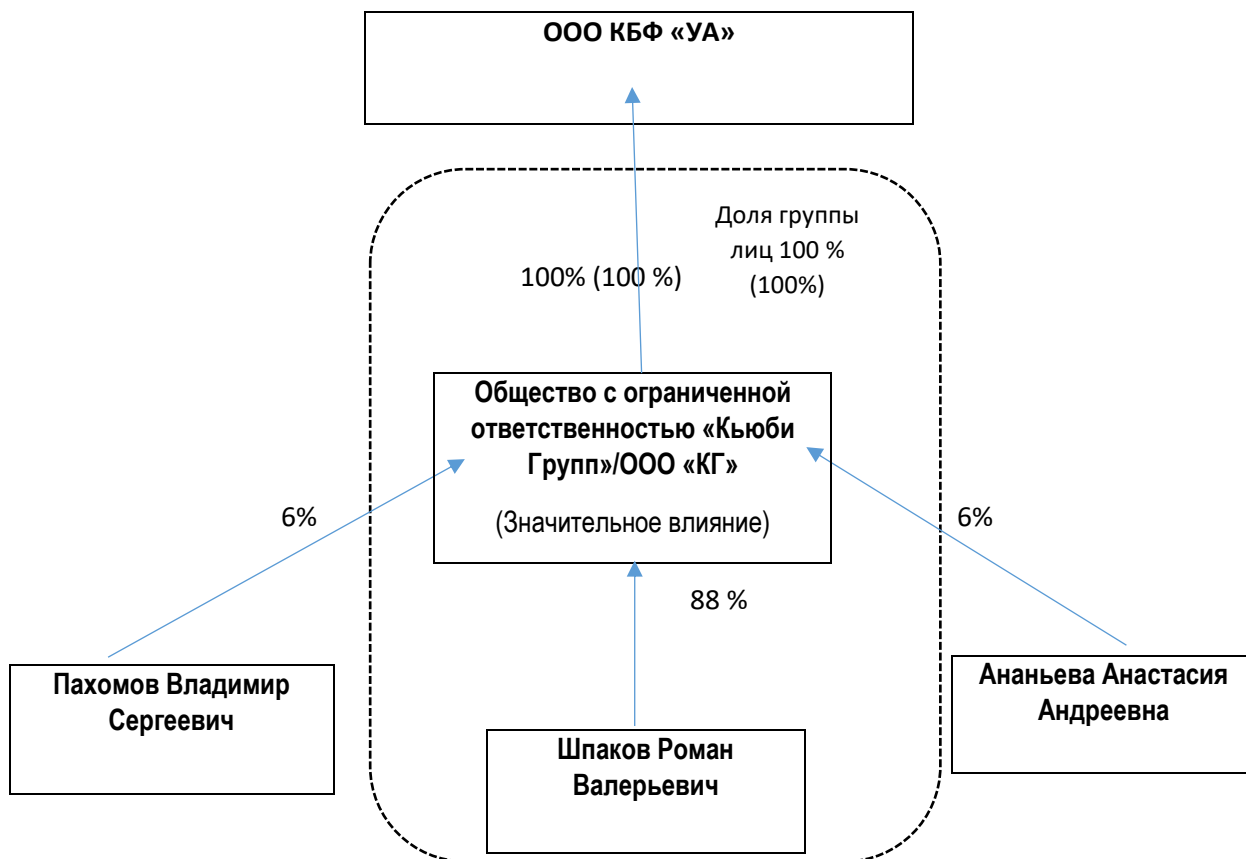 ООО КБФ «УА»
Доля группы
лиц 100 %
(100%)
100% (100 %)
Общество с ограниченной
ответственностью «Кьюби
Групп»/ООО «КГ»
(Значительное влияние)
6%
6%
88 %
Пахомов Владимир
Сергеевич
Шпаков Роман
Валерьевич
Ананьева Анастасия
Андреевна